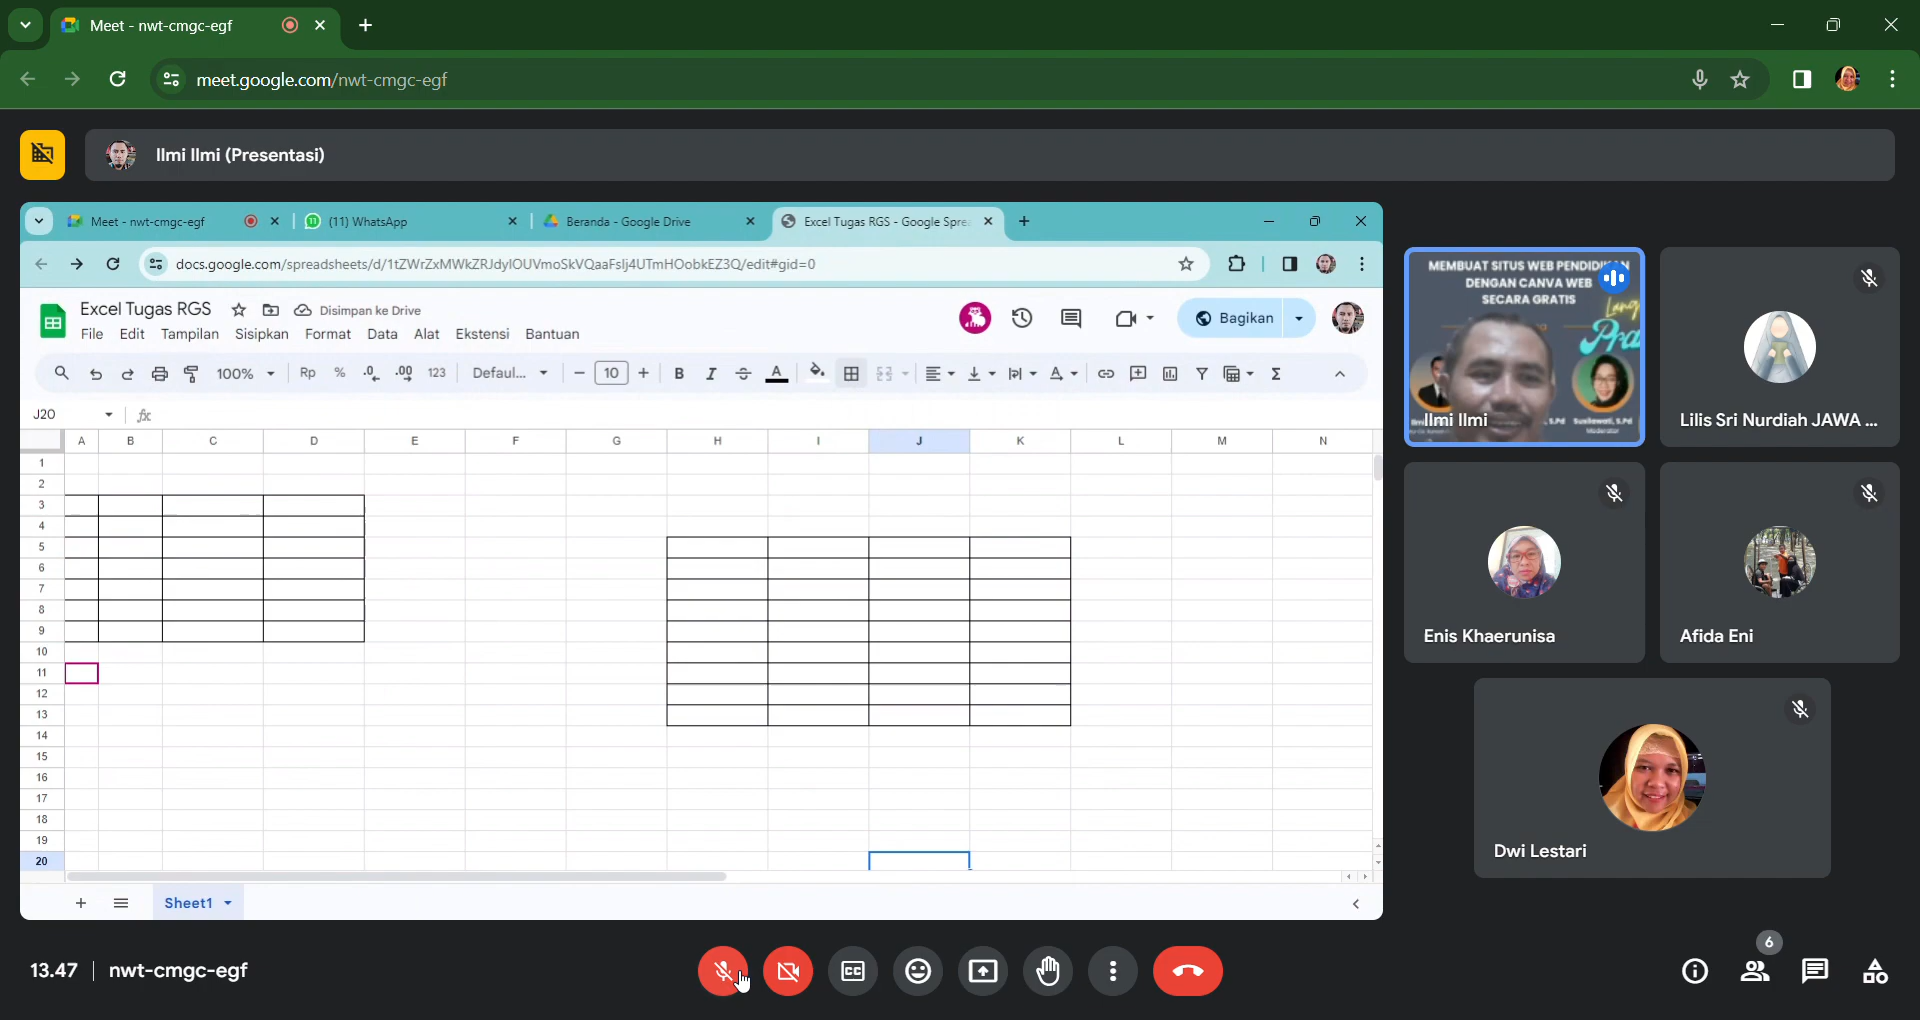 Meet - nwt-cmgc-egf
meet.google.com/nwt-cmgc-egf
Ilmi Ilmi (Presentasi)
Meet - nwt-cmgc-egf
(11) WhatsApp
Beranda - Google Drive
Excel Tugas RGS - Google Spre
docs.google.com/spreadsheets/d/1tZWrZxMWkZRJdyIOUVmoSkVQaaFsIj4UTmHOobkEZ3Q/edit#gid=0
Excel Tugas RGS
Disimpan ke Drive
File Edit Tampilan Sisipkan Format Data Alat Ekstensi Bantuan
Bagikan
100% Rp % .0 .00 123 Defaul... 10 B I A
J20 fx
A B C D E F G H I J K L M N
1
2
3
4
5
6
7
8
9
10
11
12
13
14
15
16
17
18
19
20
Sheet1
MEMBUAT SITUS WEB PENDIDIKAN
DENGAN CANVA WEB
SECARA GRATIS
Susilawati, S.Pd
Moderator
Ilmi Ilmi
Lilis Sri Nurdiah JAWA ...
Enis Khaerunisa
Afida Eni
Dwi Lestari
13.47 | nwt-cmgc-egf
6